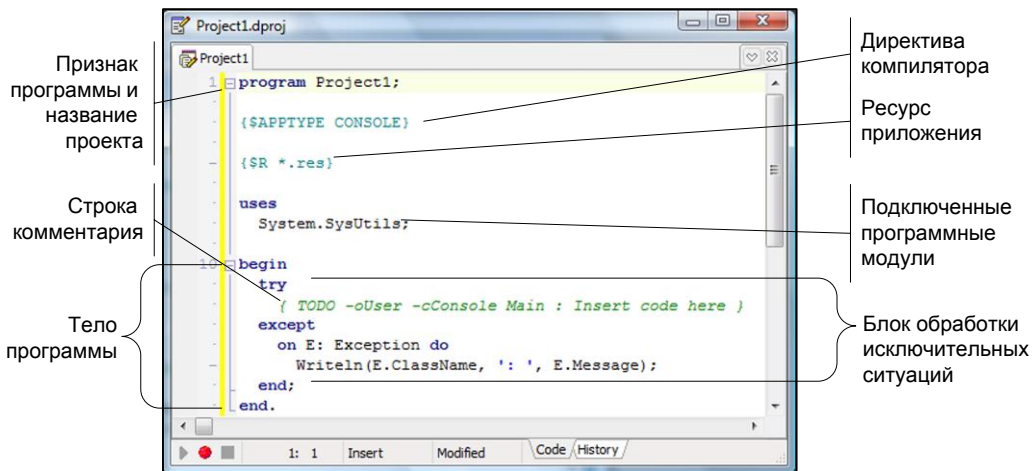 Project1.dproj
Project1
Признак
программы и
название
проекта
Строка
комментария
Тело
программы
1 program Project1;
{$APPTYPE CONSOLE}
{$R *.res}
uses
System.SysUtils;
10 begin
try
{ TODO -oUser -cConsole Main : Insert code here }
except
on E: Exception do
Writeln(E.ClassName, ': ', E.Message);
end;
end.
Директива
компилятора
Ресурс
приложения
Подключенные
программные
модули
Блок обработки
исключительных
ситуаций
1: 1 Insert Modified Code History